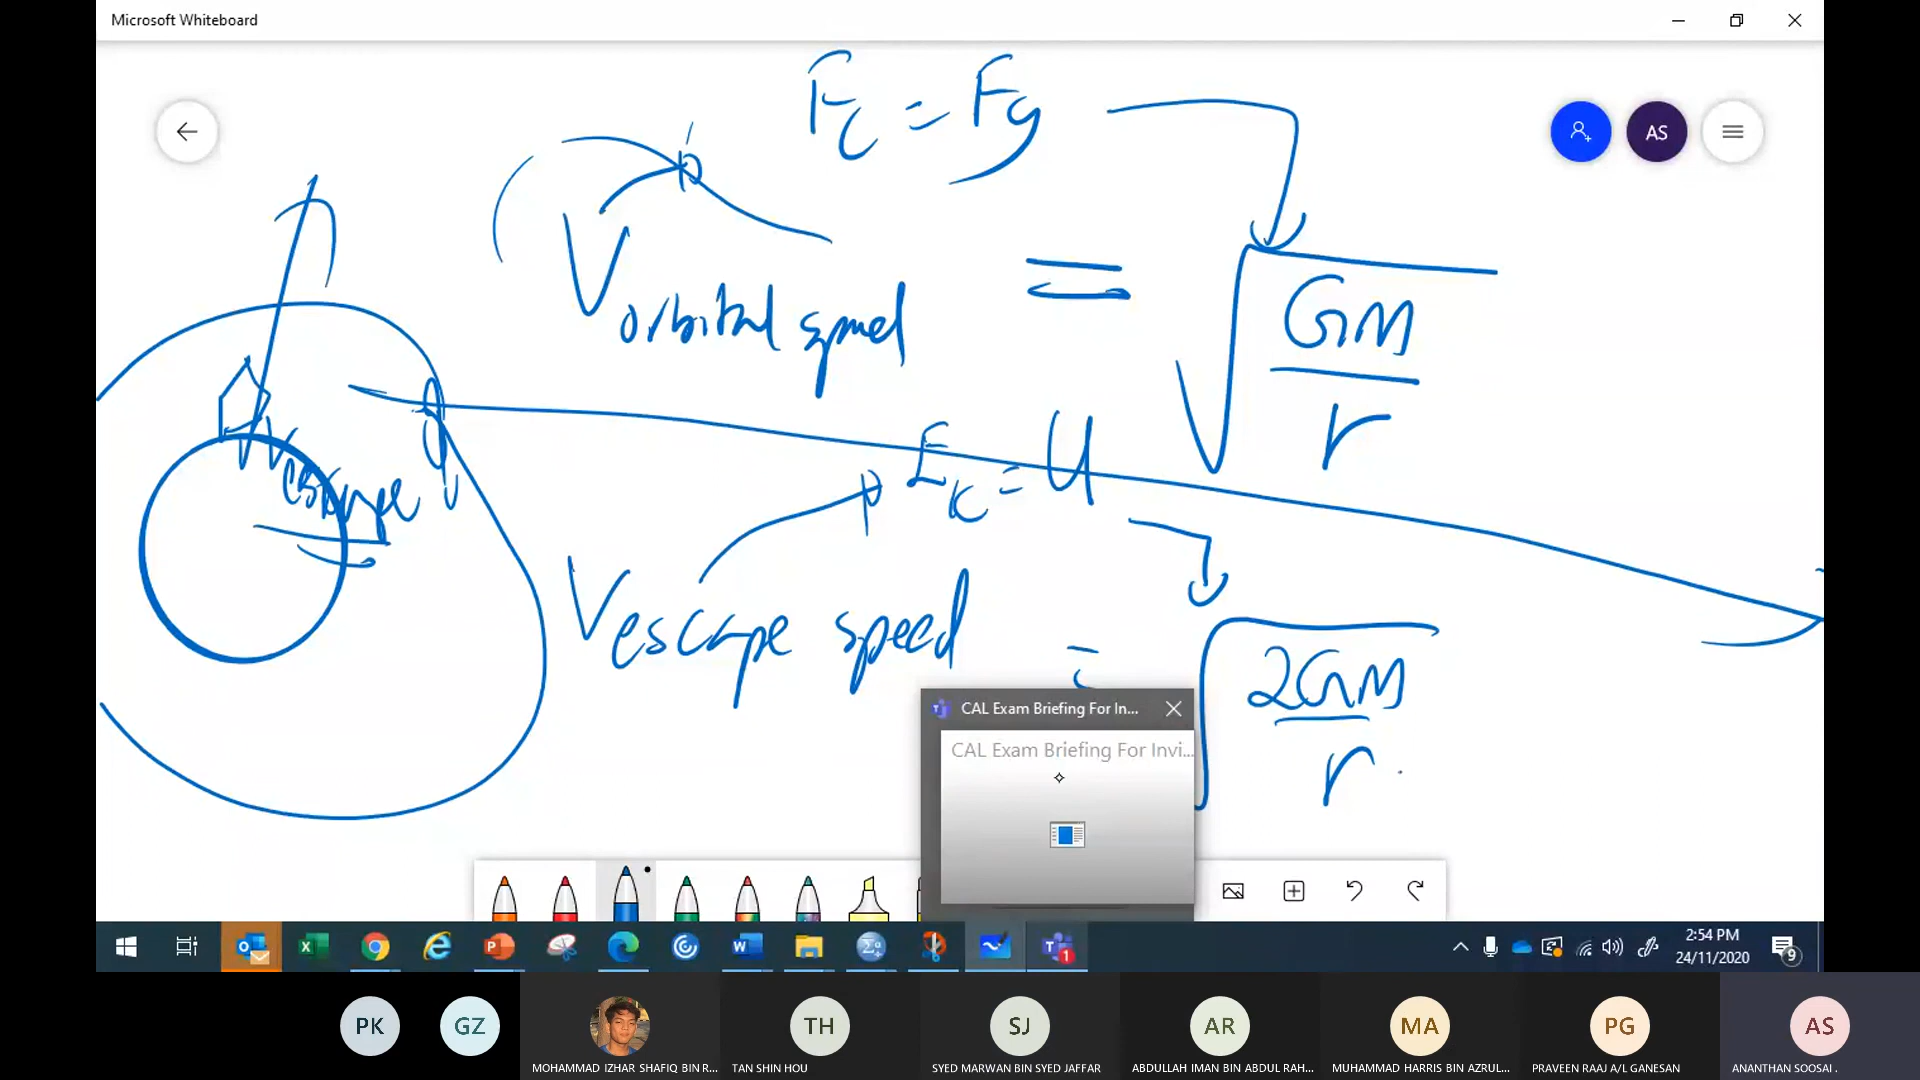 Microsoft Whiteboard
Fc = Fg
AS
V orbital speed = √GM/r
Vescape
Ek = U
V escape speed = √2GM/r
CAL Exam Briefing For In...
CAL Exam Briefing For Invi...
2:54 PM
24/11/2020
1
9
PK
GZ
TH
SJ
AR
MA
PG
AS
MOHAMMAD IZHAR SHAFIQ BIN R...
TAN SHIN HOU
SYED MARWAN BIN SYED JAFFAR
ABDULLAH IMAN BIN ABDUL RAH...
MUHAMMAD HARRIS BIN AZRUL...
PRAVEEN RAAJ A/L GANESAN
ANANTHAN SOOSAI .